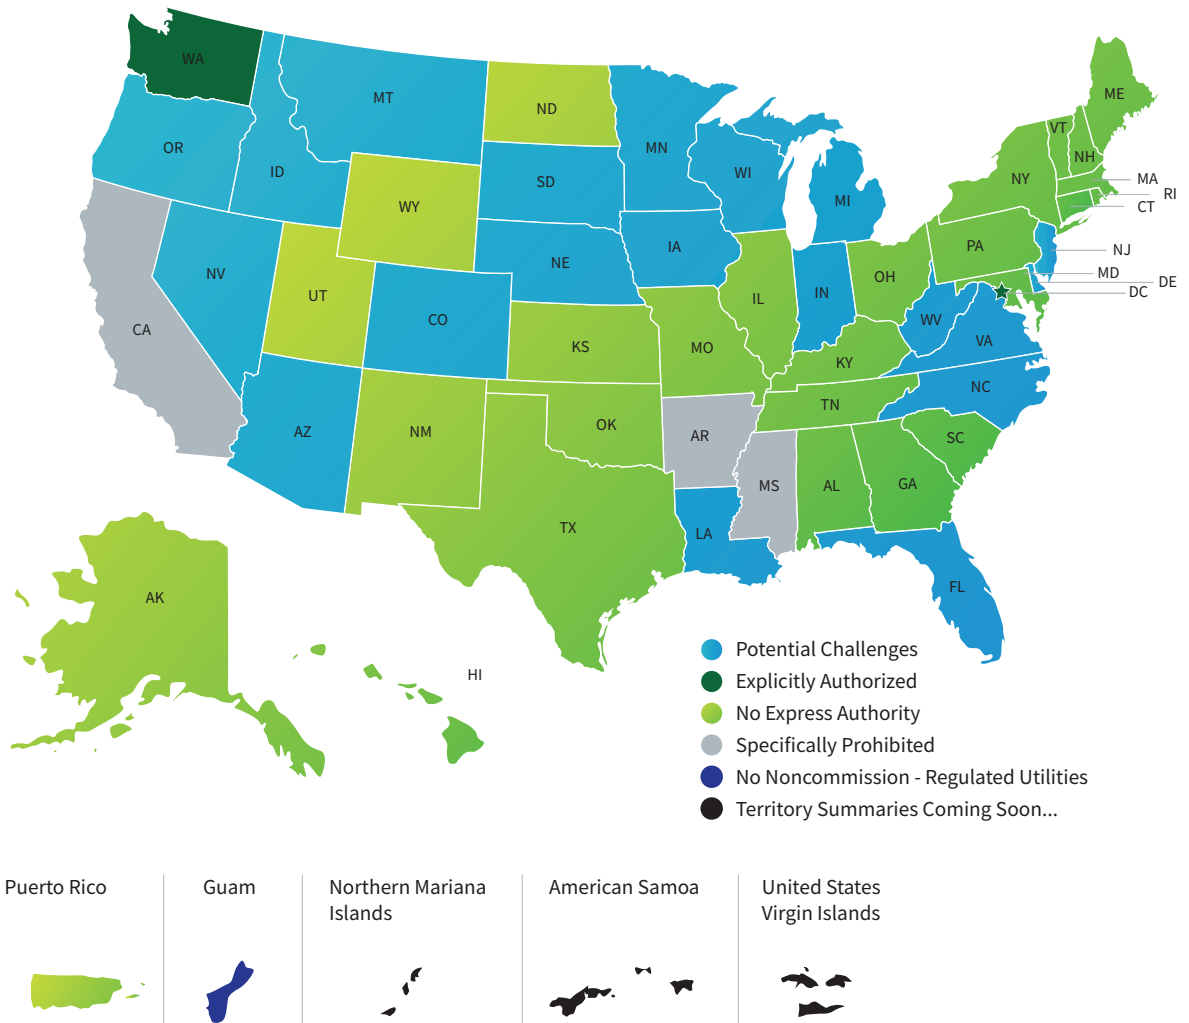 WA
MT
ND
MN
OR
ID
SD
WI
MI
WY
NE
IA
NV
UT
CO
CA
KS
MO
IL
IN
OH
PA
NY
VT
NH
ME
MA
RI
CT
NJ
MD
DE
DC
WV
VA
KY
NC
TN
SC
AZ
NM
OK
AR
MS
AL
GA
TX
LA
FL
AK
HI
Potential Challenges
Explicitly Authorized
No Express Authority
Specifically Prohibited
No Noncommission - Regulated Utilities
Territory Summaries Coming Soon...
Puerto Rico
Guam
Northern Mariana
Islands
American Samoa
United States
Virgin Islands